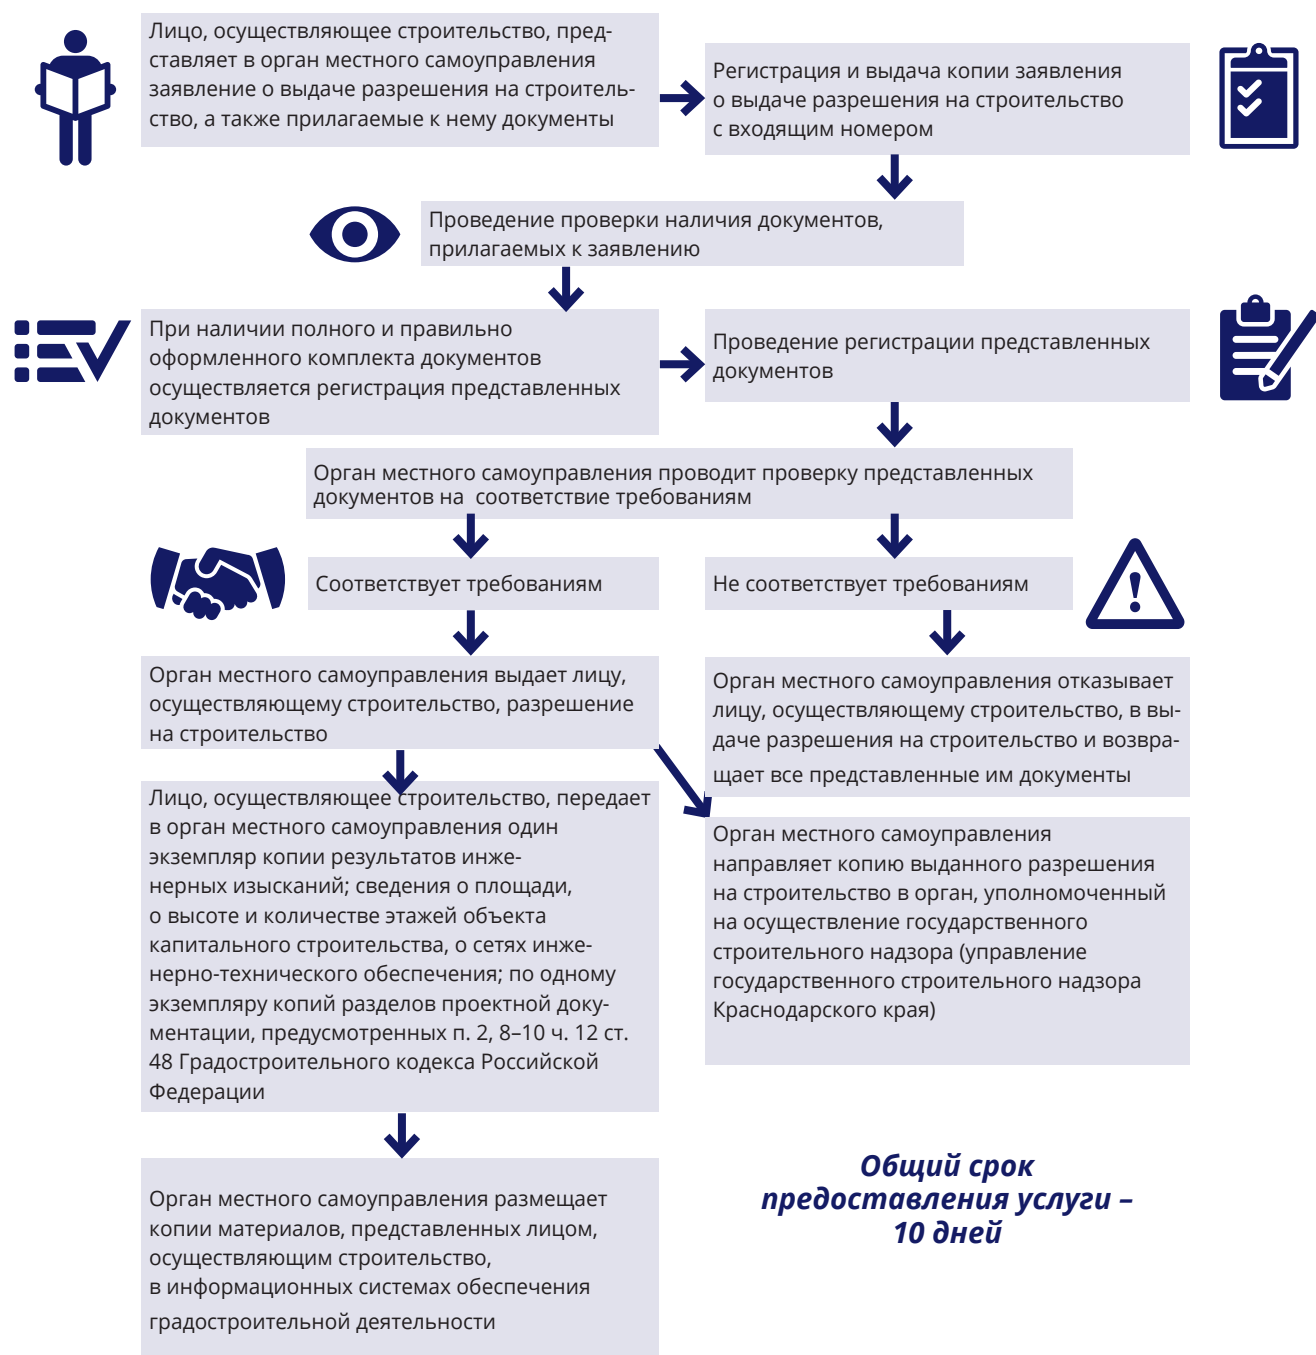 Лицо, осуществляющее строительство, пред-
ставляет в орган местного самоуправления
заявление о выдаче разрешения на строитель-
ство, а также прилагаемые к нему документы
Регистрация и выдача копии заявления
о выдаче разрешения на строительство
с входящим номером
Проведение проверки наличия документов,
прилагаемых к заявлению
При наличии полного и правильно
оформленного комплекта документов
осуществляется регистрация представленных
документов
Проведение регистрации представленных
документов
Орган местного самоуправления проводит проверку представленных
документов на соответствие требованиям
Соответствует требованиям
Не соответствует требованиям
Орган местного самоуправления выдает лицу,
осуществляющему строительство, разрешение
на строительство
Орган местного самоуправления отказывает
лицу, осуществляющему строительство, в вы-
даче разрешения на строительство и возвра-
щает все представленные им документы
Лицо, осуществляющее строительство, передает
в орган местного самоуправления один
экземпляр копии результатов инже-
нерных изысканий; сведения о площади,
о высоте и количестве этажей объекта
капитального строительства, о сетях инже-
нерно-технического обеспечения; по одному
экземпляру копий разделов проектной доку-
ментации, предусмотренных п. 2, 8–10 ч. 12 ст.
48 Градостроительного кодекса Российской
Федерации
Орган местного самоуправления
направляет копию выданного разрешения
на строительство в орган, уполномоченный
на осуществление государственного
строительного надзора (управление
государственного строительного надзора
Краснодарского края)
Орган местного самоуправления размещает
копии материалов, представленных лицом,
осуществляющим строительство,
в информационных системах обеспечения
градостроительной деятельности
Общий срок
предоставления услуги –
10 дней